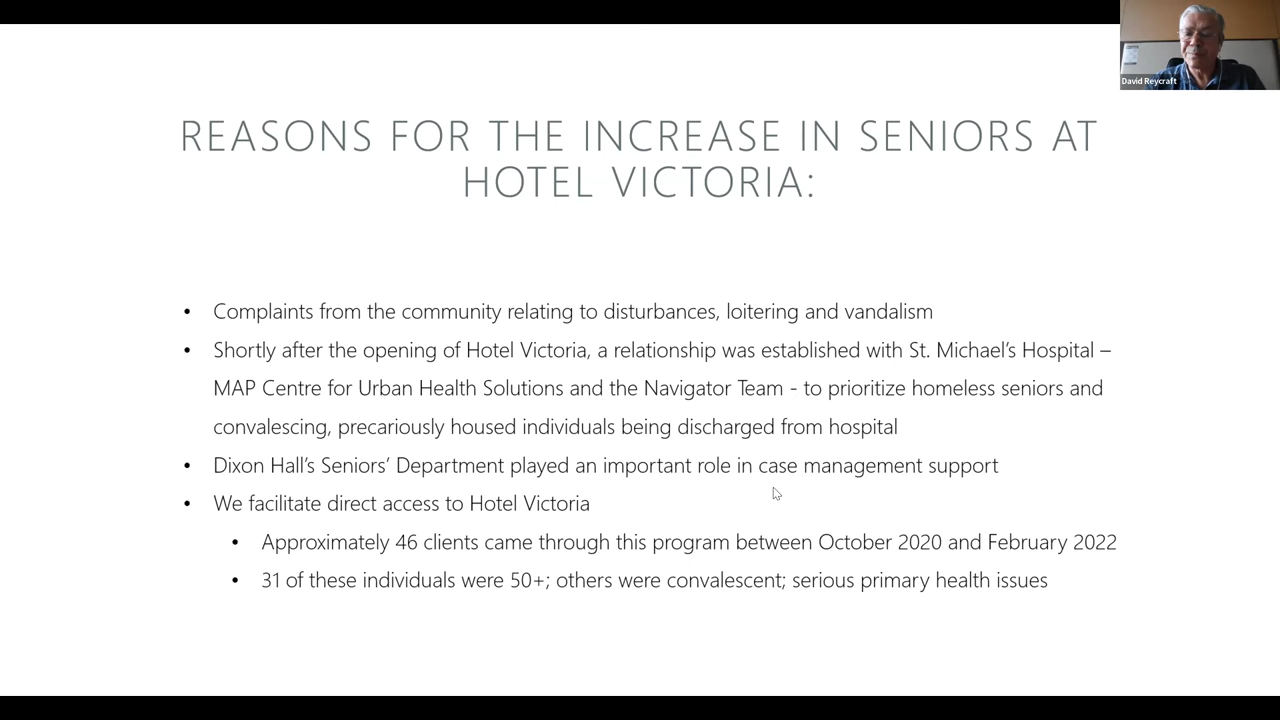 David Reycraft
REASONS FOR THE INCREASE IN SENIORS AT
HOTEL VICTORIA:
• Complaints from the community relating to disturbances, loitering and vandalism
• Shortly after the opening of Hotel Victoria, a relationship was established with St. Michael’s Hospital –
MAP Centre for Urban Health Solutions and the Navigator Team - to prioritize homeless seniors and
convalescing, precariously housed individuals being discharged from hospital
• Dixon Hall’s Seniors’ Department played an important role in case management support
• We facilitate direct access to Hotel Victoria
• Approximately 46 clients came through this program between October 2020 and February 2022
• 31 of these individuals were 50+; others were convalescent; serious primary health issues